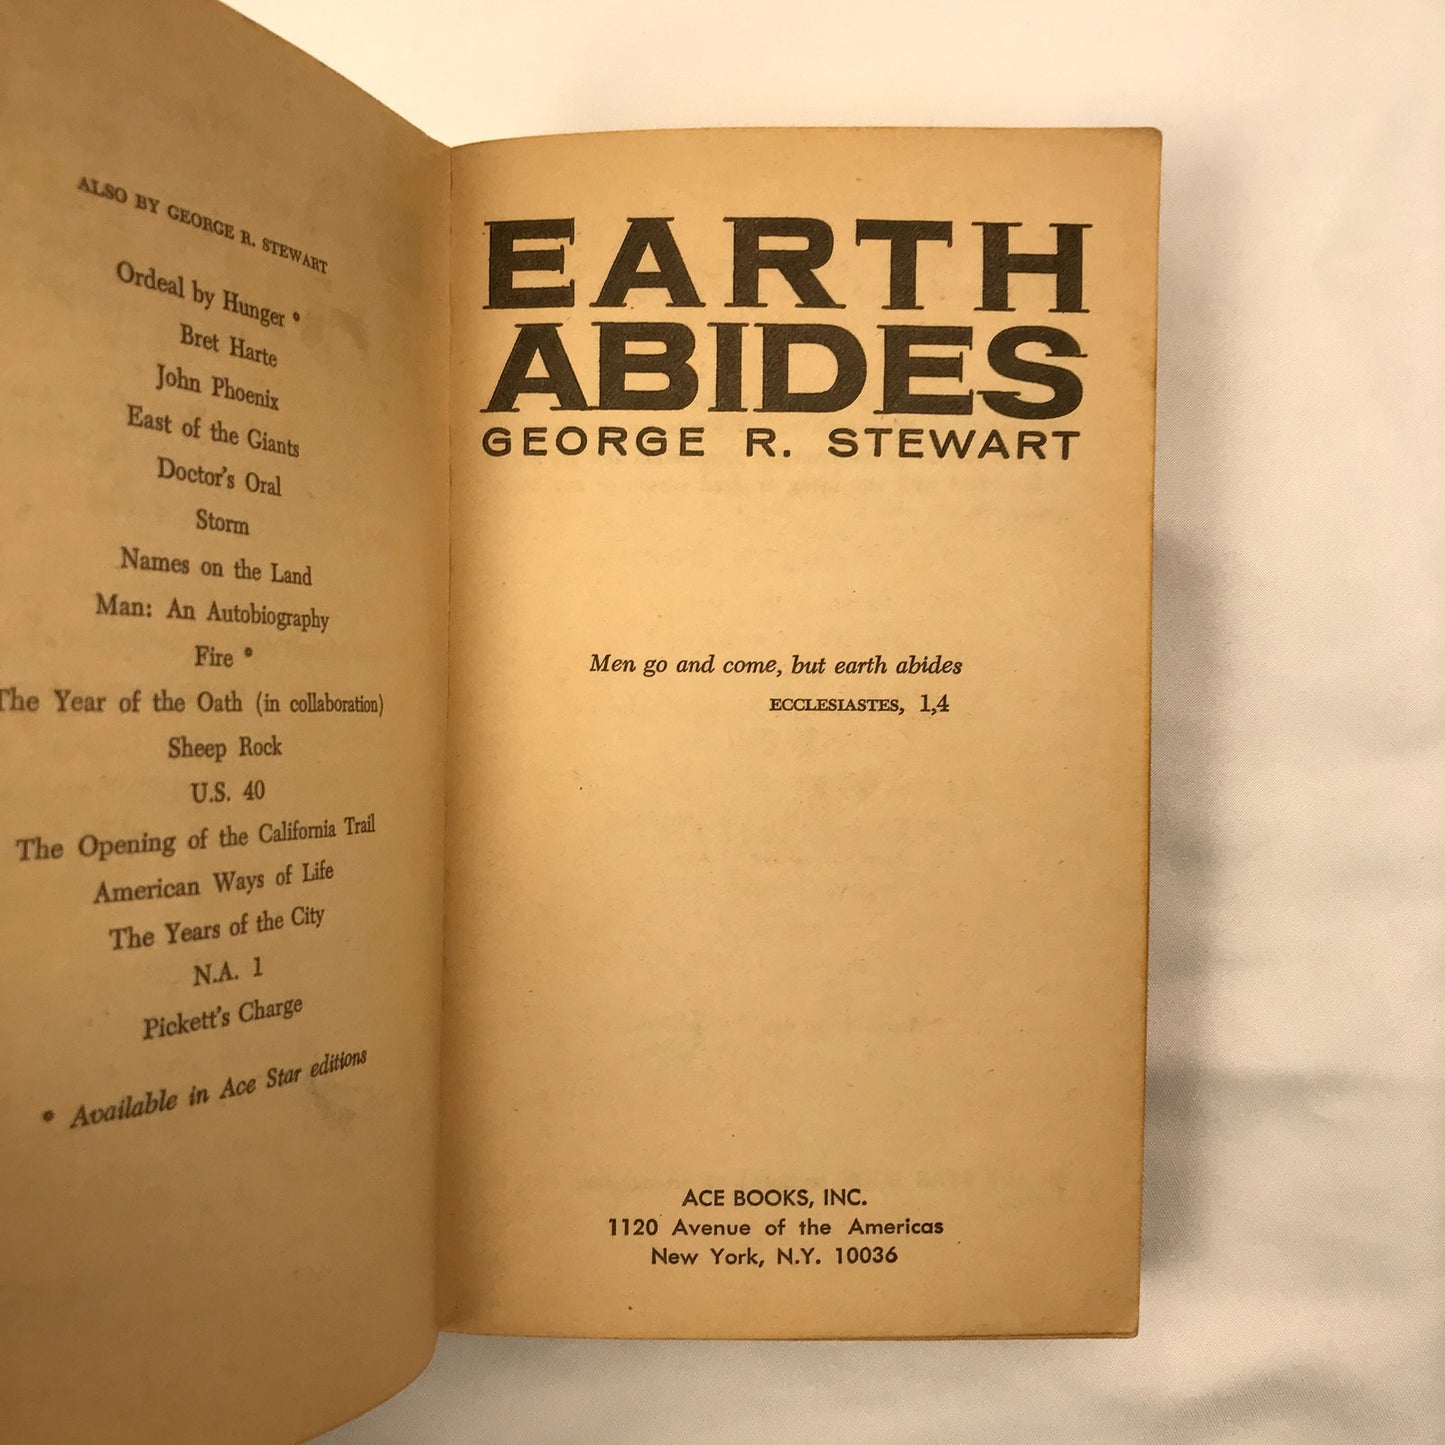 ALSO BY GEORGE R. STEWART
Ordeal by Hunger *
Bret Harte
John Phoenix
East of the Giants
Doctor's Oral
Storm
Names on the Land
Man: An Autobiography
Fire *
The Year of the Oath (in collaboration)
Sheep Rock
U.S. 40
The Opening of the California Trail
American Ways of Life
The Years of the City
N.A. 1
Pickett's Charge
* Available in Ace Star editions
EARTH
ABIDES
GEORGE R. STEWART
Men go and come, but earth abides
ECCLESIASTES, 1,4
ACE BOOKS, INC.
1120 Avenue of the Americas
New York, N.Y. 10036